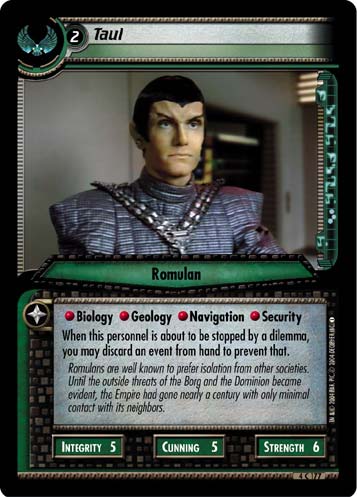 2 Taul
Romulan
Biology Geology Navigation Security
When this personnel is about to be stopped by a dilemma,
you may discard an event from hand to prevent that.
Romulans are well known to prefer isolation from other societies.
Until the outside threats of the Borg and the Dominion became
evident, the Empire had gone nearly a century with only minimal
contact with its neighbors.
INTEGRITY 5 CUNNING 5 STRENGTH 6
4 C 177